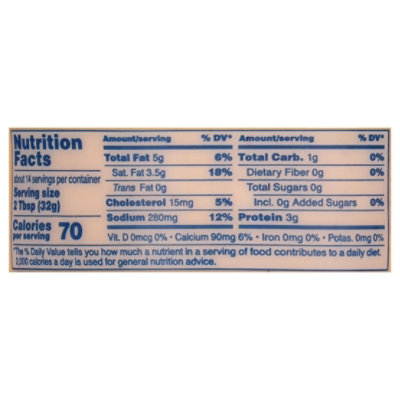 Nutrition
Facts
about 14 servings per container
Serving size
2 Tbsp (32g)
Calories
per serving
70
Amount/serving % DV*
Total Fat 5g 6%
Sat. Fat 3.5g 18%
Trans Fat 0g
Cholesterol 15mg 5%
Sodium 280mg 12%
Amount/serving % DV*
Total Carb. 1g 0%
Dietary Fiber 0g 0%
Total Sugars 0g
Incl. 0g Added Sugars 0%
Protein 3g
Vit. D 0mcg 0% • Calcium 90mg 6% • Iron 0mg 0% • Potas. 0mg 0%
*The % Daily Value tells you how much a nutrient in a serving of food contributes to a daily diet.
2,000 calories a day is used for general nutrition advice.